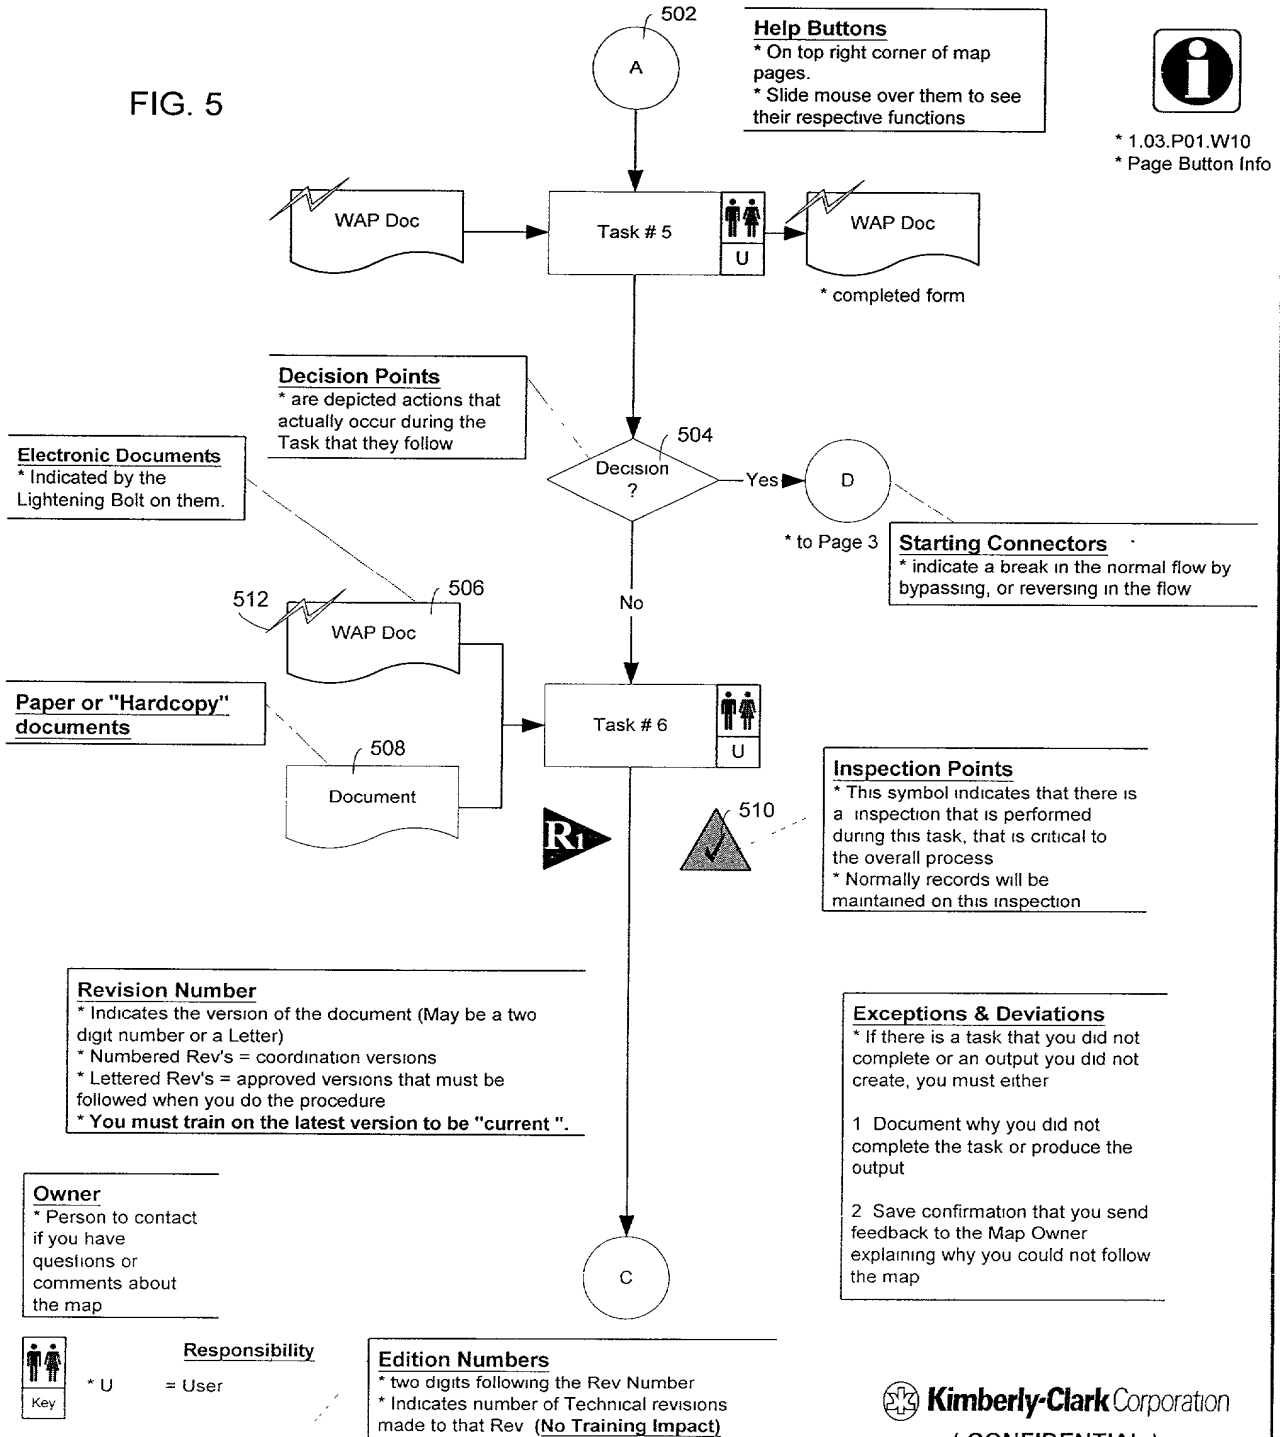 502
A
Help Buttons
* On top right corner of map
pages.
* Slide mouse over them to see
their respective functions
i
* 1.03.P01.W10
* Page Button Info
FIG. 5
WAP Doc
Task # 5
U
WAP Doc
* completed form
Decision Points
* are depicted actions that
actually occur during the
Task that they follow
504
Decision
?
Yes
D
* to Page 3
Electronic Documents
* Indicated by the
Lightening Bolt on them.
Starting Connectors
* indicate a break in the normal flow by
bypassing, or reversing in the flow
No
512
506
WAP Doc
Paper or "Hardcopy"
documents
508
Document
Task # 6
U
R1
510
Inspection Points
* This symbol indicates that there is
a inspection that is performed
during this task, that is critical to
the overall process
* Normally records will be
maintained on this inspection
Revision Number
* Indicates the version of the document (May be a two
digit number or a Letter)
* Numbered Rev's = coordination versions
* Lettered Rev's = approved versions that must be
followed when you do the procedure
* You must train on the latest version to be "current ".
Exceptions & Deviations
* If there is a task that you did not
complete or an output you did not
create, you must either
1 Document why you did not
complete the task or produce the
output
2 Save confirmation that you send
feedback to the Map Owner
explaining why you could not follow
the map
Owner
* Person to contact
if you have
questions or
comments about
the map
C
Key
Responsibility
* U = User
Edition Numbers
* two digits following the Rev Number
* Indicates number of Technical revisions
made to that Rev (No Training Impact)
Kimberly-Clark Corporation
( CONFIDENTIAL )